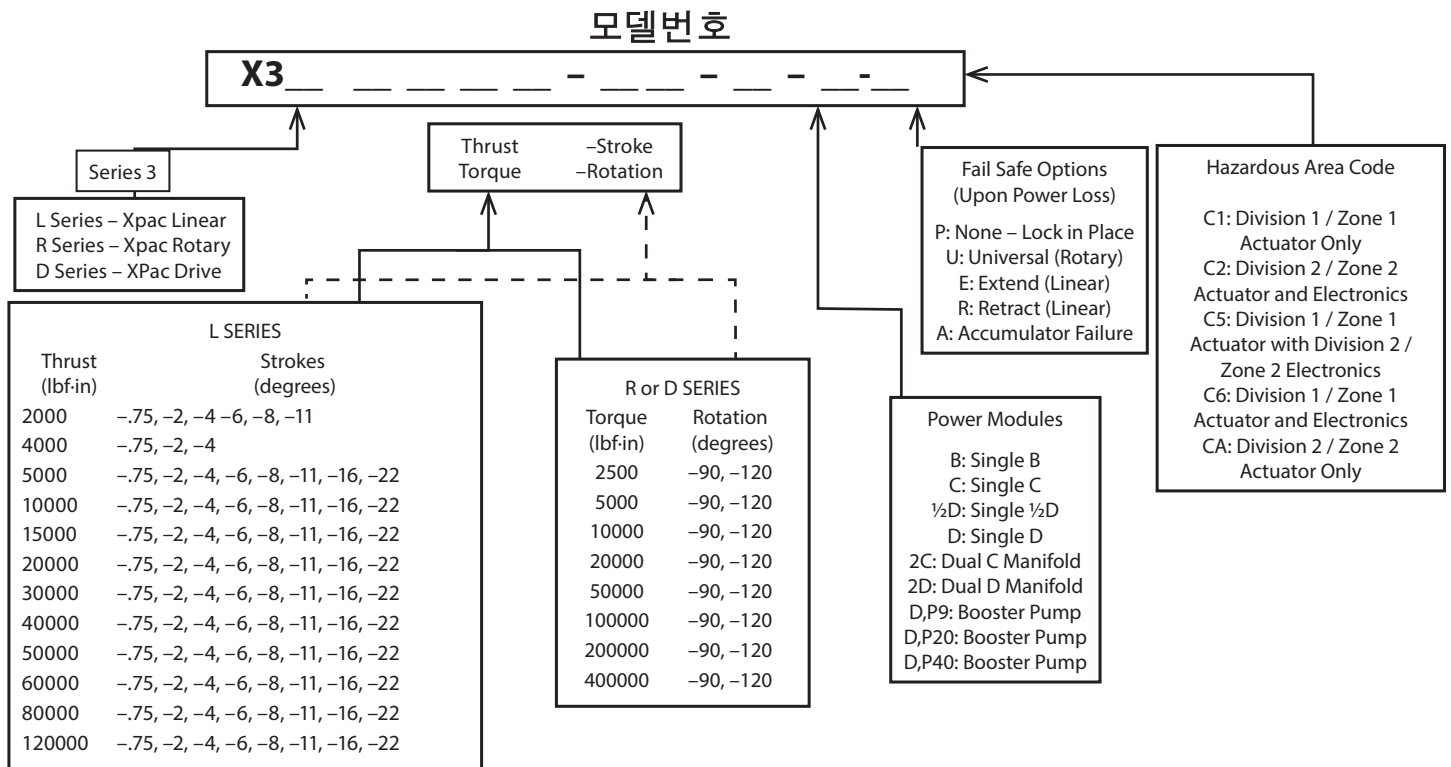 모델번호
X3__ __ __ __ __ – __ __ – __ – __-__
Series 3
L Series – Xpac Linear
R Series – Xpac Rotary
D Series – XPac Drive
Thrust –Stroke
Torque –Rotation
L SERIES
Thrust Strokes
(lbf·in) (degrees)
2000 –.75, –2, –4 –6, –8, –11
4000 –.75, –2, –4
5000 –.75, –2, –4, –6, –8, –11, –16, –22
10000 –.75, –2, –4, –6, –8, –11, –16, –22
15000 –.75, –2, –4, –6, –8, –11, –16, –22
20000 –.75, –2, –4, –6, –8, –11, –16, –22
30000 –.75, –2, –4, –6, –8, –11, –16, –22
40000 –.75, –2, –4, –6, –8, –11, –16, –22
50000 –.75, –2, –4, –6, –8, –11, –16, –22
60000 –.75, –2, –4, –6, –8, –11, –16, –22
80000 –.75, –2, –4, –6, –8, –11, –16, –22
120000 –.75, –2, –4, –6, –8, –11, –16, –22
R or D SERIES
Torque Rotation
(lbf·in) (degrees)
2500 –90, –120
5000 –90, –120
10000 –90, –120
20000 –90, –120
50000 –90, –120
100000 –90, –120
200000 –90, –120
400000 –90, –120
Fail Safe Options
(Upon Power Loss)
P: None – Lock in Place
U: Universal (Rotary)
E: Extend (Linear)
R: Retract (Linear)
A: Accumulator Failure
Power Modules
B: Single B
C: Single C
½D: Single ½D
D: Single D
2C: Dual C Manifold
2D: Dual D Manifold
D,P9: Booster Pump
D,P20: Booster Pump
D,P40: Booster Pump
Hazardous Area Code
C1: Division 1 / Zone 1
Actuator Only
C2: Division 2 / Zone 2
Actuator and Electronics
C5: Division 1 / Zone 1
Actuator with Division 2 /
Zone 2 Electronics
C6: Division 1 / Zone 1
Actuator and Electronics
CA: Division 2 / Zone 2
Actuator Only